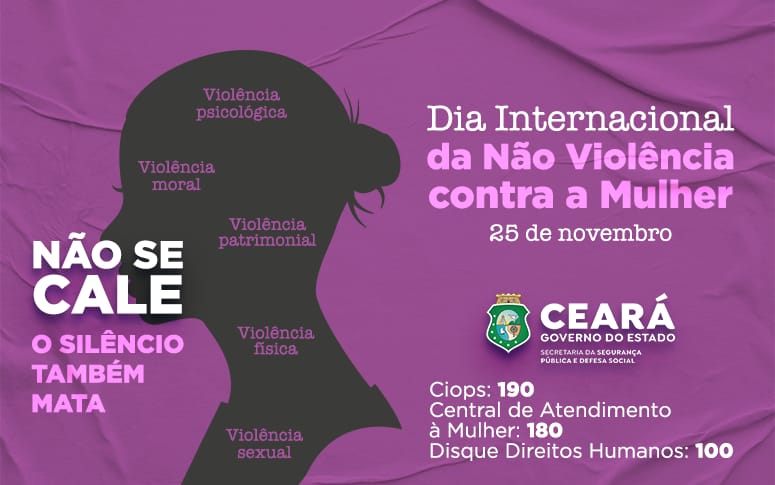 Violência
psicológica
Violência
moral
Violência
patrimonial
Violência
física
Violência
sexual
NÃO SE
CALE
O SILÊNCIO
TAMBÉM
MATA
Dia Internacional
da Não Violência
contra a Mulher
25 de novembro
CEARÁ
GOVERNO DO ESTADO
SECRETARIA DA SEGURANÇA
PÚBLICA E DEFESA SOCIAL
Ciops: 190
Central de Atendimento
à Mulher: 180
Disque Direitos Humanos: 100